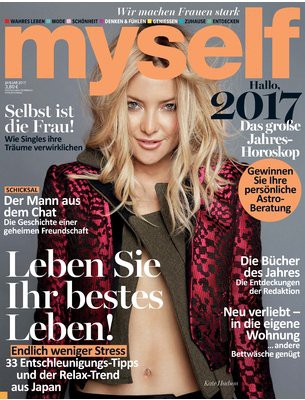 Wir machen Frauen stark
WAHRES LEBEN MODE SCHÖNHEIT DENKEN & FÜHLEN GENIESSEN ZUHAUSE ENTDECKEN
myself
JANUAR 2017
3,80 €
Hallo,
2017
Das große
Jahres-
Horoskop
Selbst ist
die Frau!
Wie Singles ihre
Träume verwirklichen
Gewinnen
Sie Ihre
persönliche
Astro-
Beratung
SCHICKSAL
Der Mann aus
dem Chat
Die Geschichte einer
geheimen Freundschaft
Leben Sie
Ihr bestes
Leben!
Endlich weniger Stress
33 Entschleunigungs-Tipps
und der Relax-Trend
aus Japan
Die Bücher
des Jahres
Die Entdeckungen
der Redaktion
Neu verliebt –
in die eigene
Wohnung
...andere
Bettwäsche genügt
Kate Hudson